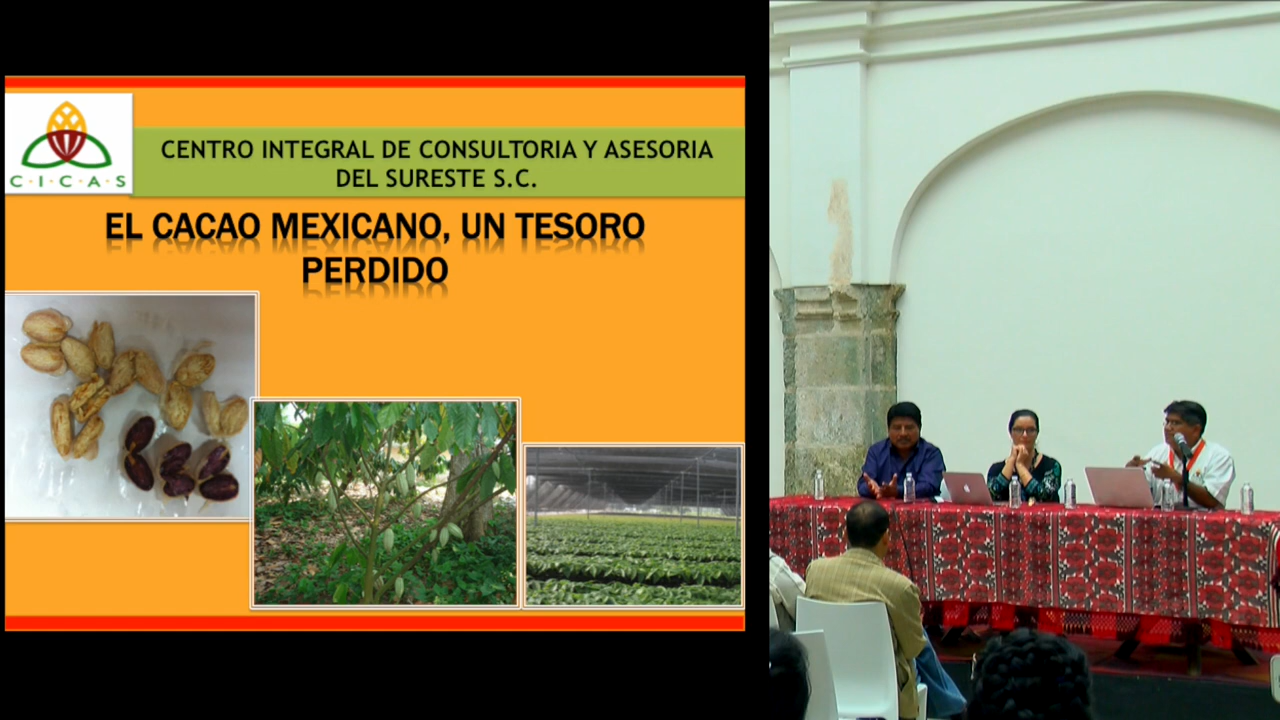 C·I·C·A·S
CENTRO INTEGRAL DE CONSULTORIA Y ASESORIA
DEL SURESTE S.C.
EL CACAO MEXICANO, UN TESORO
PERDIDO